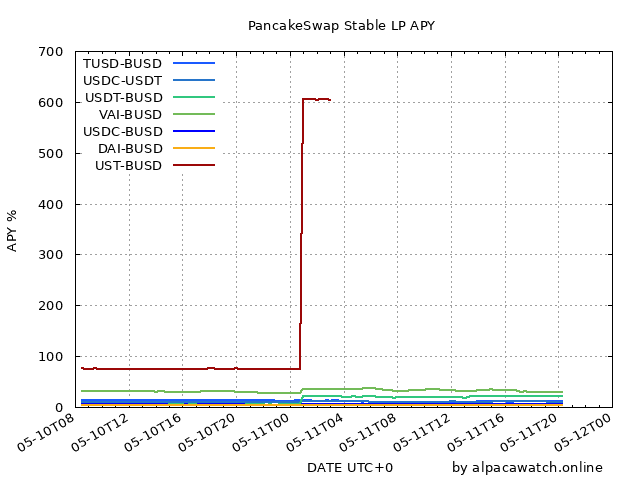 PancakeSwap Stable LP APY
700
600
500
400
300
200
100
0
APY %
TUSD-BUSD
USDC-USDT
USDT-BUSD
VAI-BUSD
USDC-BUSD
DAI-BUSD
UST-BUSD
05-10T08
05-10T12
05-10T16
05-10T20
05-11T00
05-11T04
05-11T08
05-11T12
05-11T16
05-11T20
05-12T00
DATE UTC+0
by alpacawatch.online